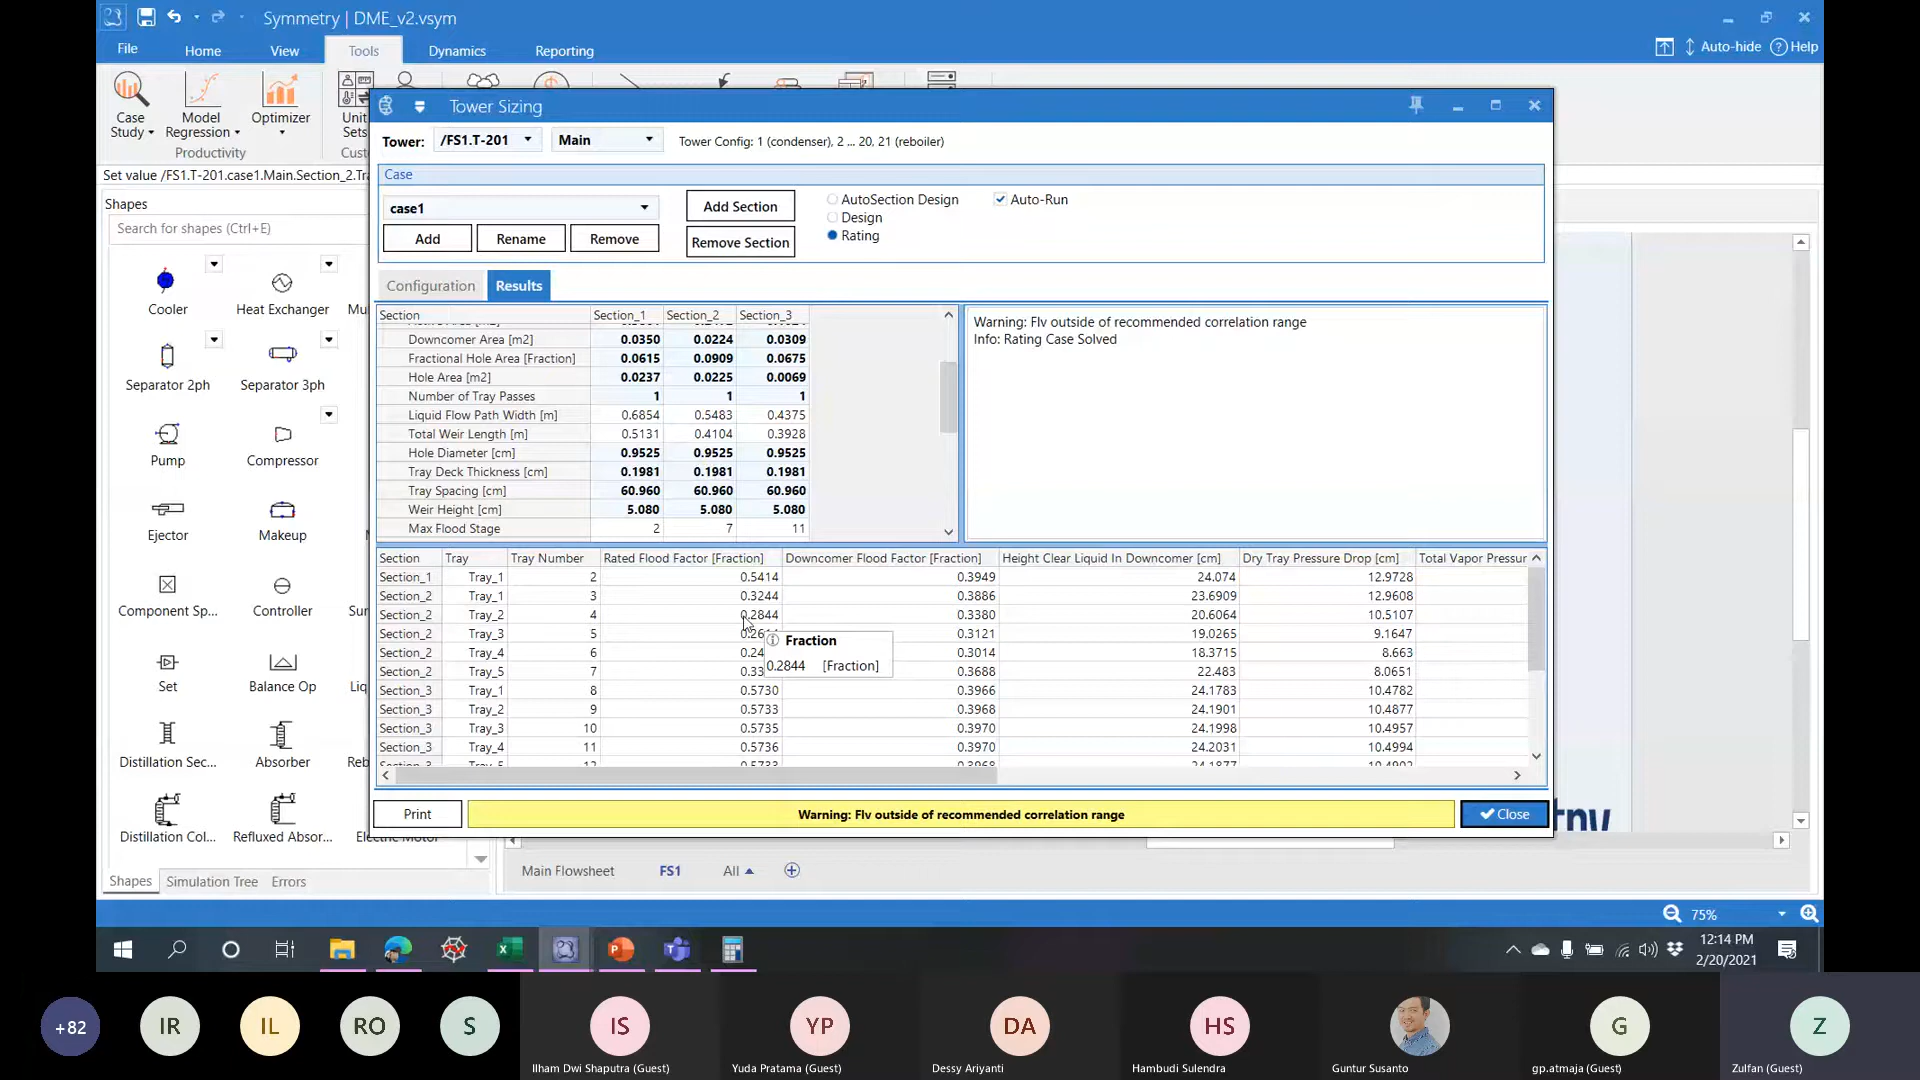 Symmetry | DME_v2.vsym
File Home View Tools Dynamics Reporting
Auto-hide Help
Case Study Model Regression Optimizer
Productivity
Set value /FS1.T-201.case1.Main.Section_2.
Shapes
Search for shapes (Ctrl+E)
Cooler Heat Exchanger
Separator 2ph Separator 3ph
Pump Compressor
Ejector Makeup
Component Sp... Controller
Set Balance Op
Distillation Sec... Absorber
Distillation Col... Refluxed Absor...
Shapes Simulation Tree Errors
Tower Sizing
Tower: /FS1.T-201 Main Tower Config: 1 (condenser), 2 ... 20, 21 (reboiler)
Case
case1
Add Rename Remove
Add Section
Remove Section
AutoSection Design
Design
Rating
Auto-Run
Configuration Results
Section Section_1 Section_2 Section_3
Downcomer Area [m2] 0.0350 0.0224 0.0309
Fractional Hole Area [Fraction] 0.0615 0.0909 0.0675
Hole Area [m2] 0.0237 0.0225 0.0069
Number of Tray Passes 1 1 1
Liquid Flow Path Width [m] 0.6854 0.5483 0.4375
Total Weir Length [m] 0.5131 0.4104 0.3928
Hole Diameter [cm] 0.9525 0.9525 0.9525
Tray Deck Thickness [cm] 0.1981 0.1981 0.1981
Tray Spacing [cm] 60.960 60.960 60.960
Weir Height [cm] 5.080 5.080 5.080
Max Flood Stage 2 7 11
Warning: Flv outside of recommended correlation range
Info: Rating Case Solved
Section Tray Tray Number Rated Flood Factor [Fraction] Downcomer Flood Factor [Fraction] Height Clear Liquid In Downcomer [cm] Dry Tray Pressure Drop [cm] Total Vapor Pressur
Section_1 Tray_1 2 0.5414 0.3949 24.074 12.9728
Section_2 Tray_1 3 0.3244 0.3886 23.6909 12.9608
Section_2 Tray_2 4 0.2844 0.3380 20.6064 10.5107
Section_2 Tray_3 5 0.3121 19.0265 9.1647
Section_2 Tray_4 6 0.3014 18.3715 8.663
Section_2 Tray_5 7 0.3688 22.483 8.0651
Section_3 Tray_1 8 0.5730 0.3966 24.1783 10.4782
Section_3 Tray_2 9 0.5733 0.3968 24.1901 10.4877
Section_3 Tray_3 10 0.5735 0.3970 24.1998 10.4957
Section_3 Tray_4 11 0.5736 0.3970 24.2031 10.4994
Fraction
0.2844 [Fraction]
Print Warning: Flv outside of recommended correlation range Close
Main Flowsheet FS1 All
75%
12:14 PM
2/20/2021
+82 IR IL RO S IS YP DA HS G Z
Ilham Dwi Shaputra (Guest) Yuda Pratama (Guest) Dessy Ariyanti Hambudi Sulendra Guntur Susanto gp.atmaja (Guest) Zulfan (Guest)